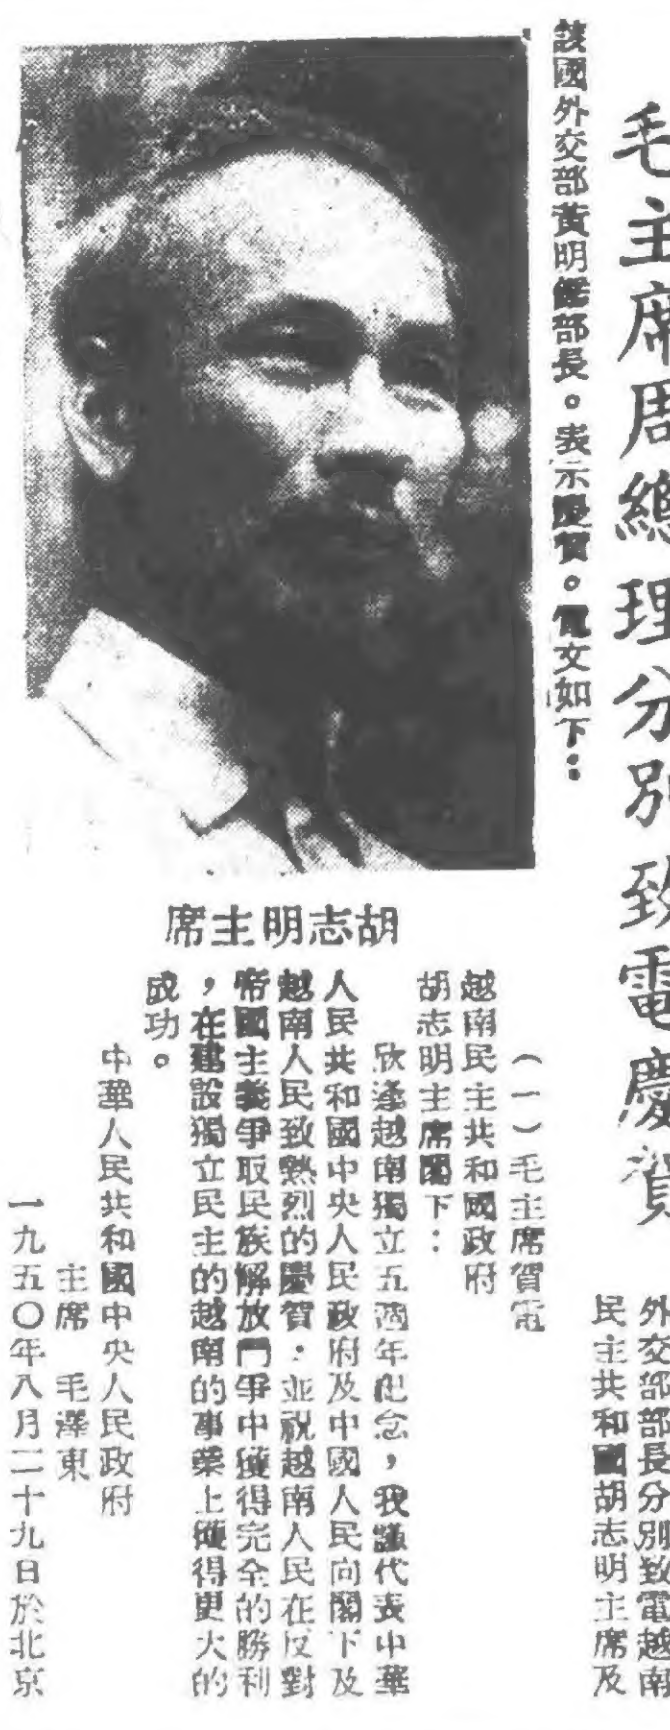 毛主席周總理分別致電慶賀
外交部部長分別致電越南
民主共和國胡志明主席及
該國外交部黃明鑑部長。表示慶賀。電文如下：
胡志明主席
（一）毛主席賀電
越南民主共和國政府
胡志明主席閣下：
欣逢越南獨立五週年紀念，我謹代表中華
人民共和國中央人民政府及中國人民向閣下及
越南人民致熱烈的慶賀．並祝越南人民在反對
帝國主義爭取民族解放鬥爭中獲得完全的勝利
，在建設獨立民主的越南的事業上獲得更大的
成功。
中華人民共和國中央人民政府
主席　毛澤東
一九五〇年八月二十九日於北京